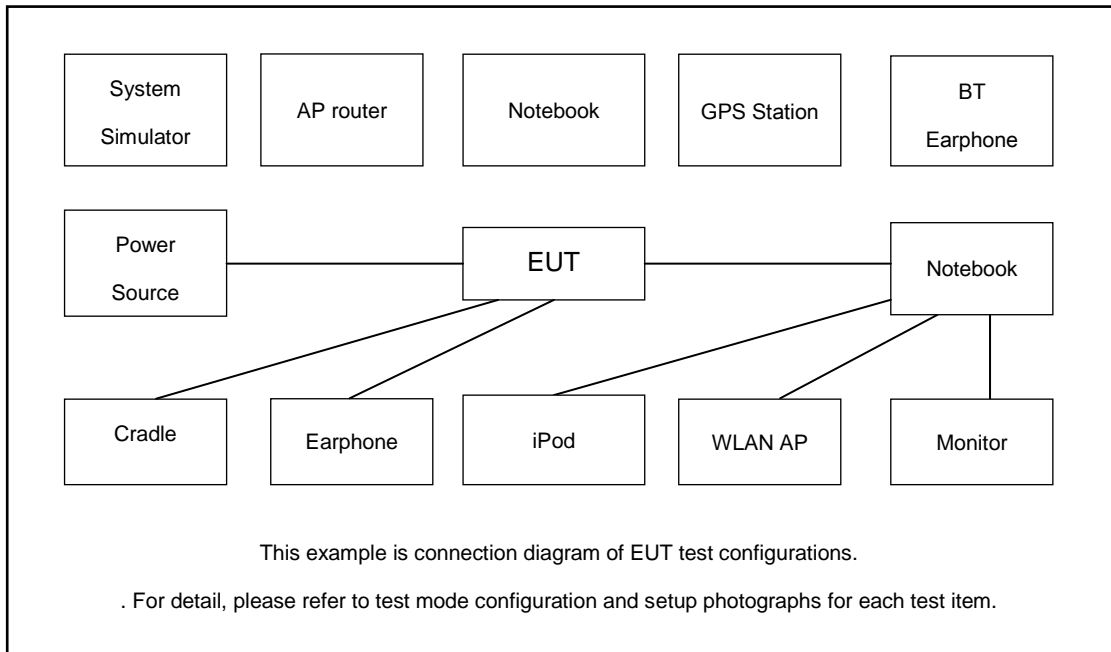 System
Simulator
AP router
Notebook
GPS Station
BT
Earphone
Power
Source
EUT
Notebook
Cradle
Earphone
iPod
WLAN AP
Monitor
This example is connection diagram of EUT test configurations.
. For detail, please refer to test mode configuration and setup photographs for each test item.